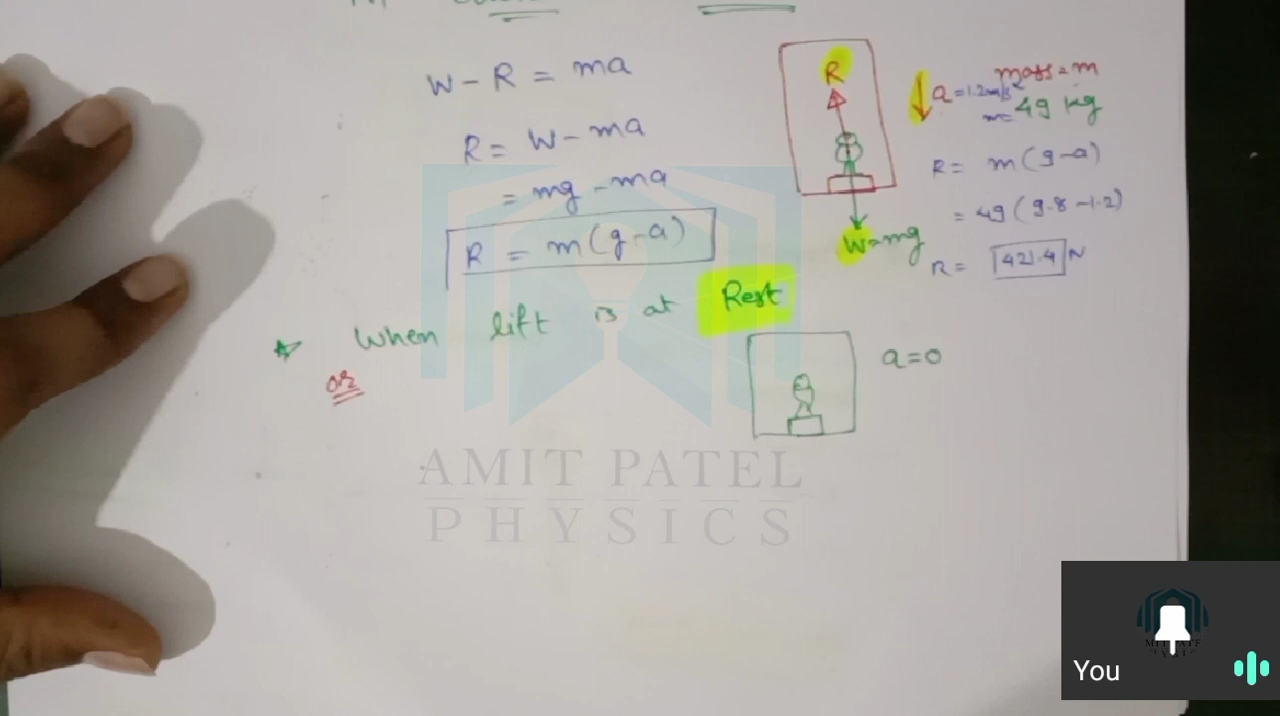 W - R = ma
R = W - ma
= mg - ma
R = m(g-a)
R
a = 1.2 m/s²
mass = m
m = 49 kg
R = m(g-a)
= 49(9.8-1.2)
R = 421.4 N
W=mg
When lift is at Rest
or
a=0
AMIT PATEL
PHYSICS
You